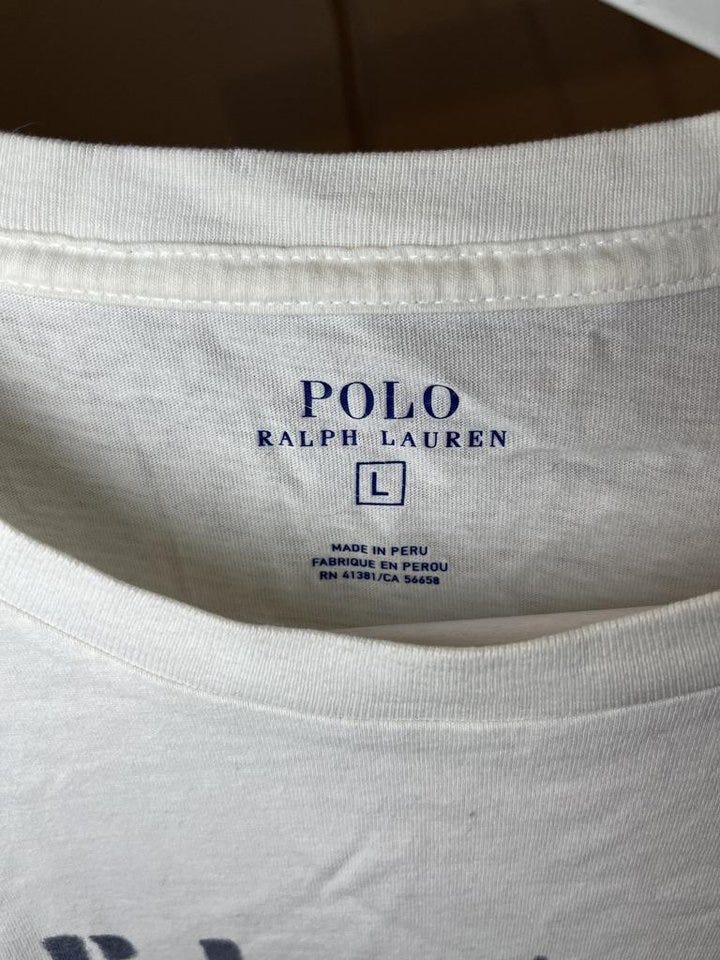 POLO
RALPH LAUREN
L
MADE IN PERU
FABRIQUE EN PEROU
RN 41381/CA 56658